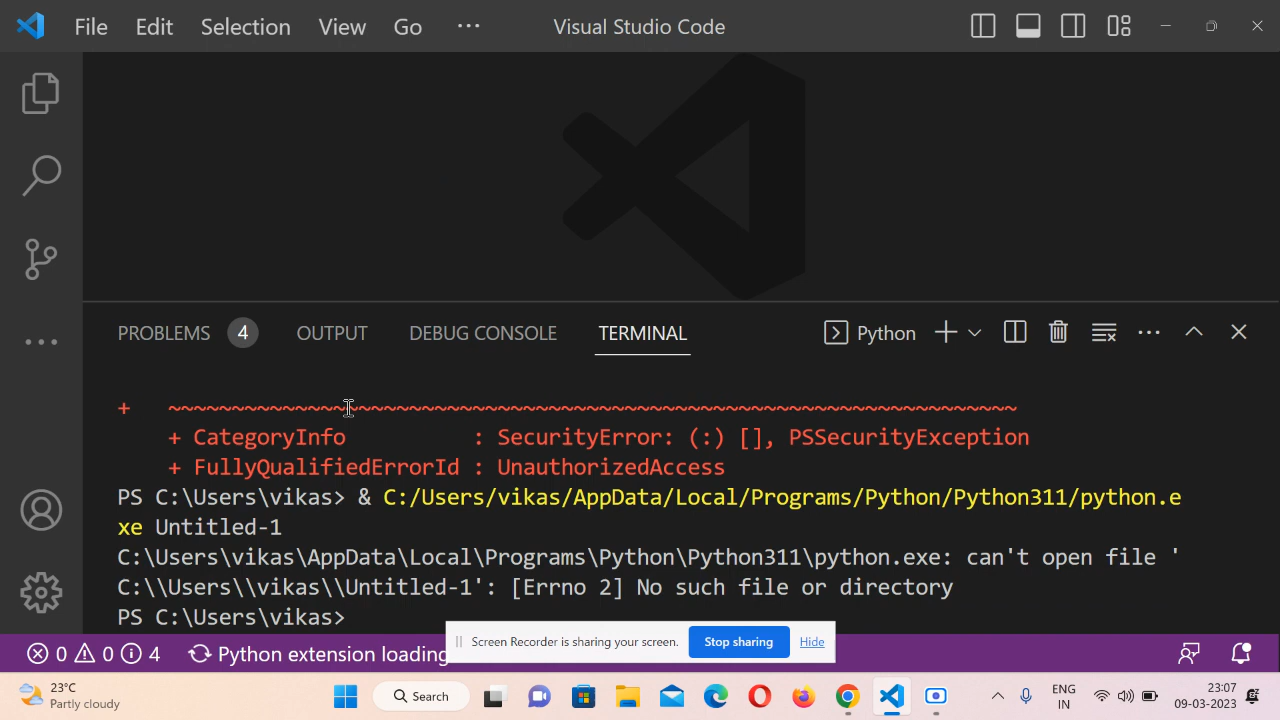 File Edit Selection View Go ··· Visual Studio Code
PROBLEMS 4 OUTPUT DEBUG CONSOLE TERMINAL Python
+ ~~~~~~~~~~~~~~~~~~~~~~~~~~~~~~~~~~~~~~~~~~~~~~~~~~~~~~~~~~~~~~~~~~~
+ CategoryInfo : SecurityError: (:) [], PSSecurityException
+ FullyQualifiedErrorId : UnauthorizedAccess
PS C:\Users\vikas> & C:/Users/vikas/AppData/Local/Programs/Python/Python311/python.e
xe Untitled-1
C:\Users\vikas\AppData\Local\Programs\Python\Python311\python.exe: can't open file '
C:\\Users\\vikas\\Untitled-1': [Errno 2] No such file or directory
PS C:\Users\vikas>
Screen Recorder is sharing your screen. Stop sharing Hide
0 0 4 Python extension loading
23°C
Partly cloudy
Search
ENG
IN
23:07
09-03-2023